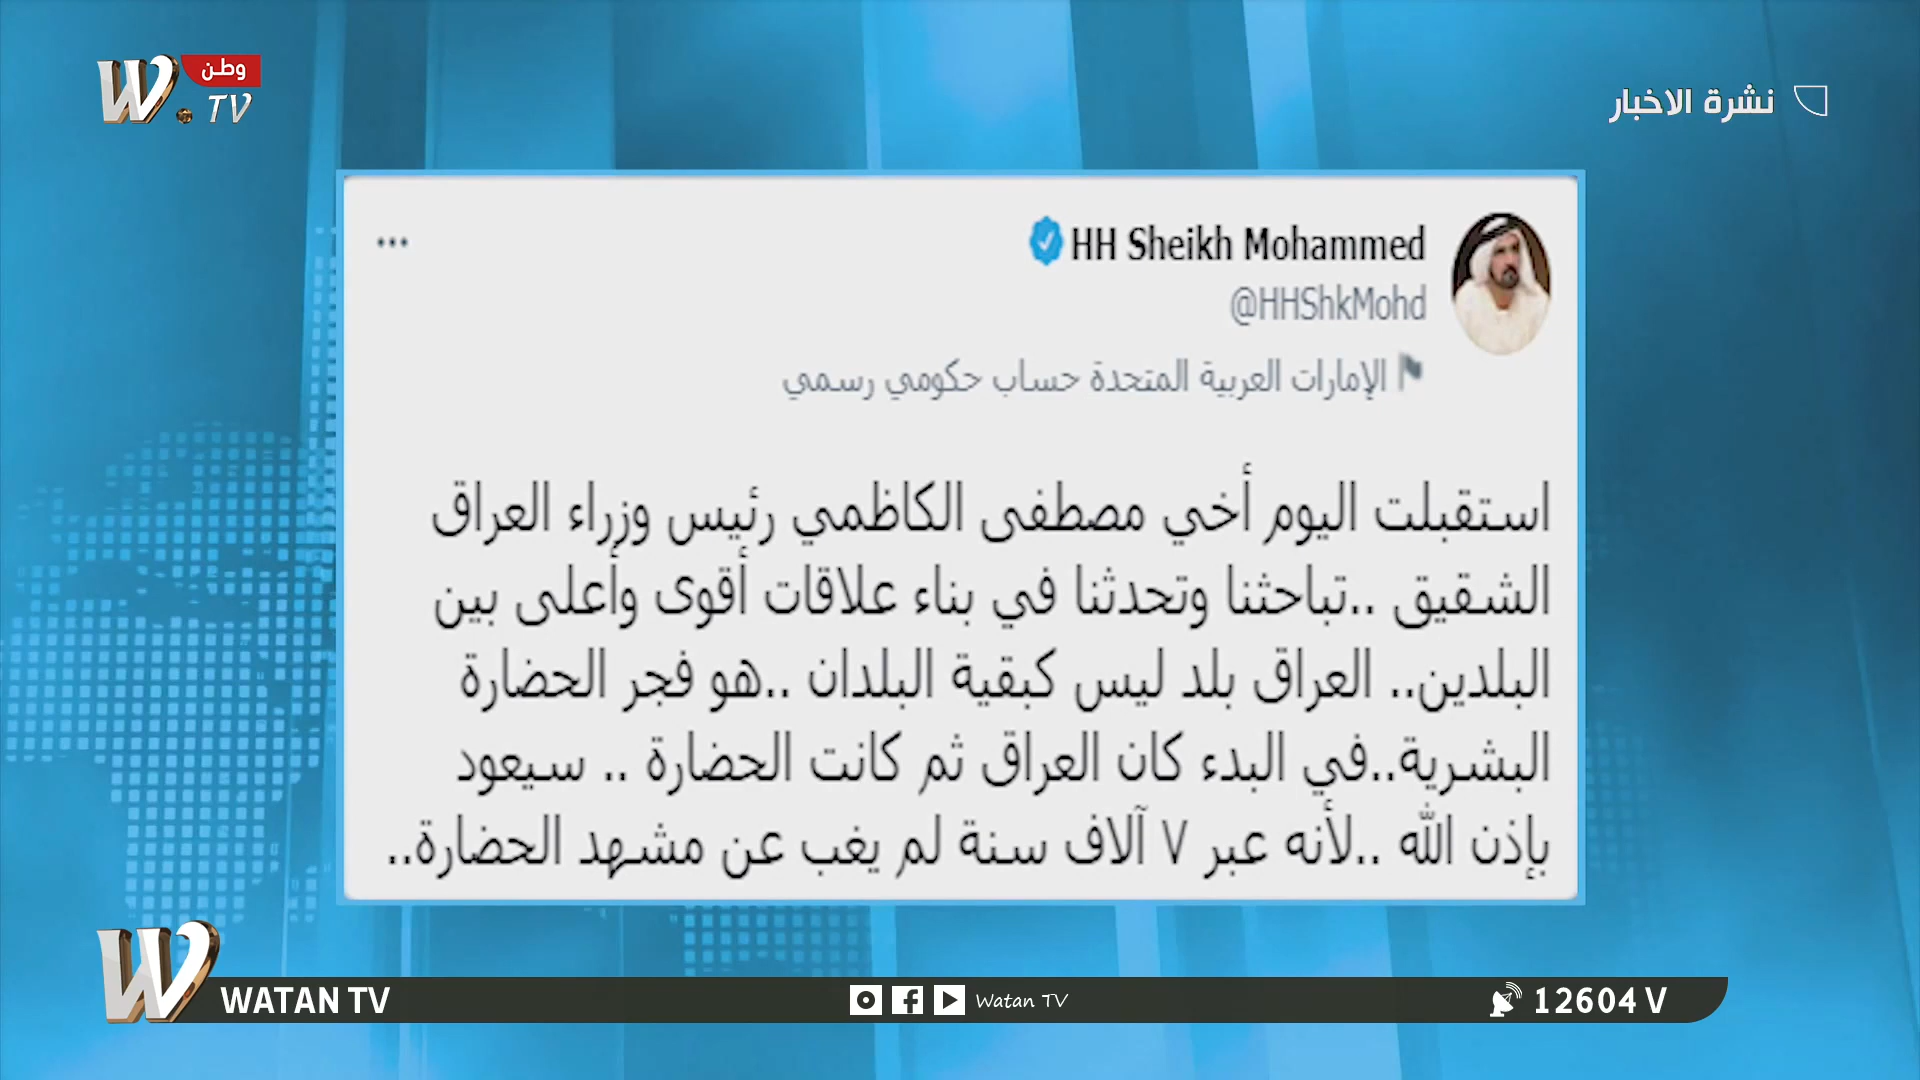 وطن
W.TV
نشرة الاخبار
HH Sheikh Mohammed
@HHShkMohd
الإمارات العربية المتحدة حساب حكومي رسمي
استقبلت اليوم أخي مصطفى الكاظمي رئيس وزراء العراق
الشقيق ..تباحثنا وتحدثنا في بناء علاقات أقوى وأعلى بين
البلدين.. العراق بلد ليس كبقية البلدان ..هو فجر الحضارة
البشرية..في البدء كان العراق ثم كانت الحضارة .. سيعود
بإذن الله ..لأنه عبر ٧ آلاف سنة لم يغب عن مشهد الحضارة..
W WATAN TV
Watan TV
12604 V